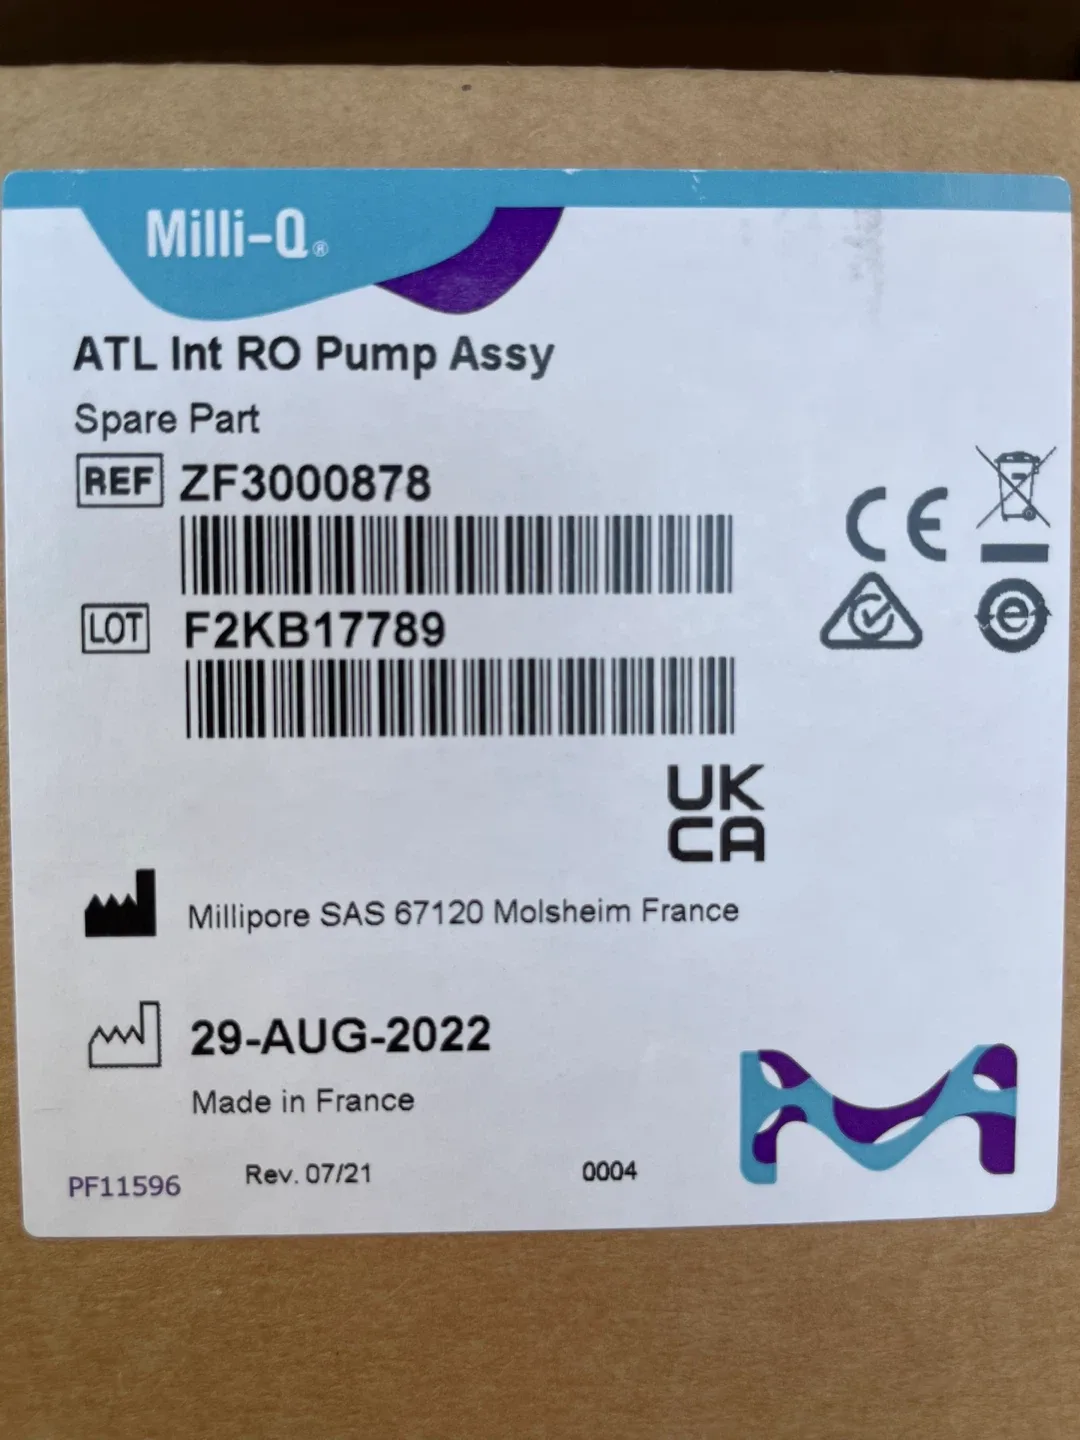 Milli-Q®
ATL Int RO Pump Assy
Spare Part
REF ZF3000878
LOT F2KB17789
UK
CA
CE
e
Millipore SAS 67120 Molsheim France
29-AUG-2022
Made in France
PF11596 Rev. 07/21 0004
M